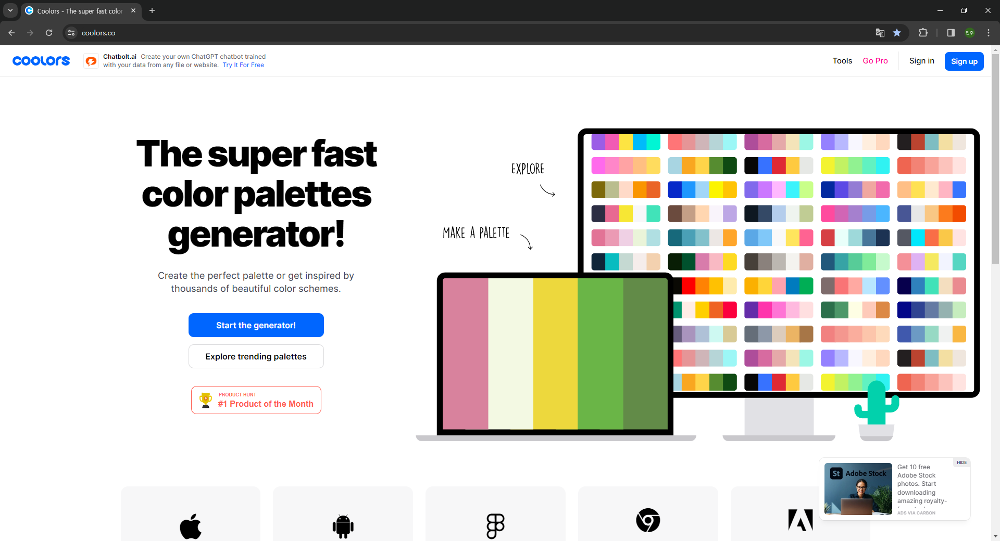 Coolors - The super fast color
coolors.co
민주
coolors
Chatbolt.ai Create your own ChatGPT chatbot trained
with your data from any file or website. Try It For Free
Tools
Go Pro
Sign in
Sign up
The super fast
color palettes
generator!
Create the perfect palette or get inspired by
thousands of beautiful color schemes.
Start the generator!
Explore trending palettes
PRODUCT HUNT
#1 Product of the Month
EXPLORE
MAKE A PALETTE
HIDE
St Adobe Stock
Get 10 free
Adobe Stock
photos. Start
downloading
amazing royalty-
ADS VIA CARBON